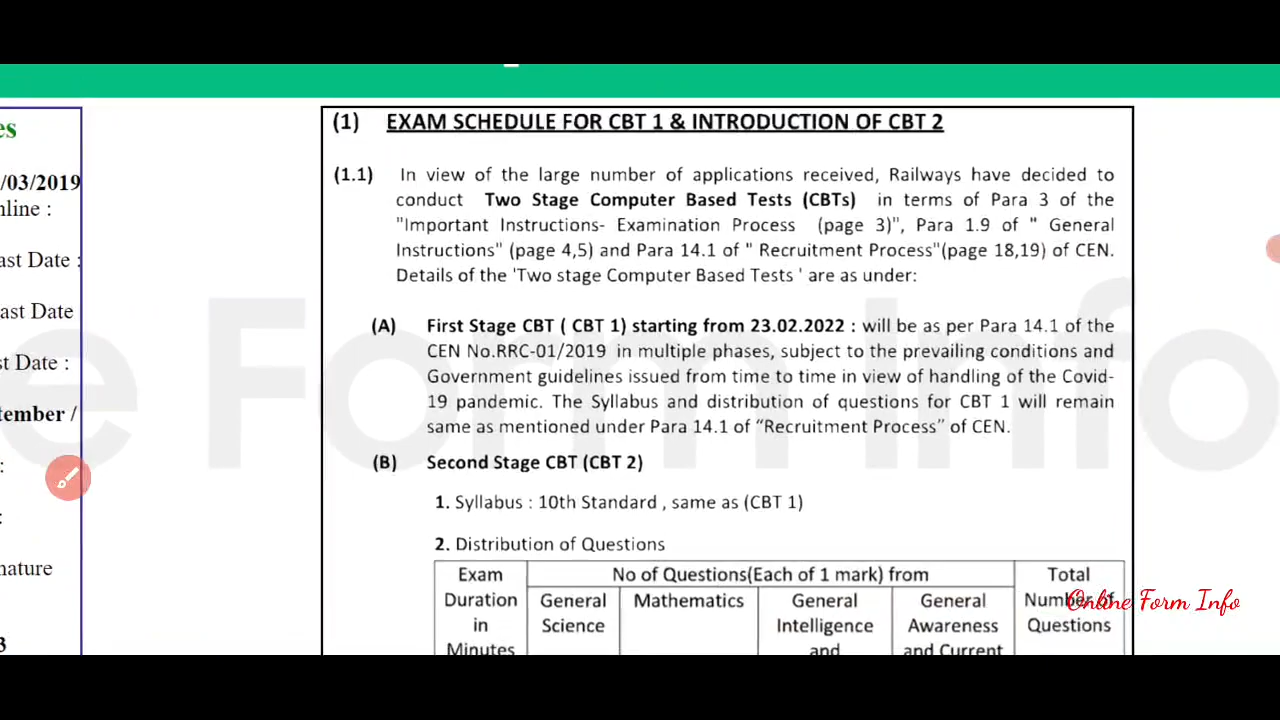 es
/03/2019
nline :
ast Date :
ast Date
st Date :
tember /
:
:
nature
3
(1) EXAM SCHEDULE FOR CBT 1 & INTRODUCTION OF CBT 2
(1.1) In view of the large number of applications received, Railways have decided to
conduct Two Stage Computer Based Tests (CBTs) in terms of Para 3 of the
"Important Instructions- Examination Process (page 3)", Para 1.9 of " General
Instructions" (page 4,5) and Para 14.1 of " Recruitment Process"(page 18,19) of CEN.
Details of the 'Two stage Computer Based Tests ' are as under:
(A) First Stage CBT ( CBT 1) starting from 23.02.2022 : will be as per Para 14.1 of the
CEN No.RRC-01/2019 in multiple phases, subject to the prevailing conditions and
Government guidelines issued from time to time in view of handling of the Covid-
19 pandemic. The Syllabus and distribution of questions for CBT 1 will remain
same as mentioned under Para 14.1 of “Recruitment Process” of CEN.
(B) Second Stage CBT (CBT 2)
1. Syllabus : 10th Standard , same as (CBT 1)
2. Distribution of Questions
Exam No of Questions(Each of 1 mark) from Total
Duration General Mathematics General General Number of
in Science Intelligence Awareness Questions
Minutes and and Current
e Form Info
Online Form Info